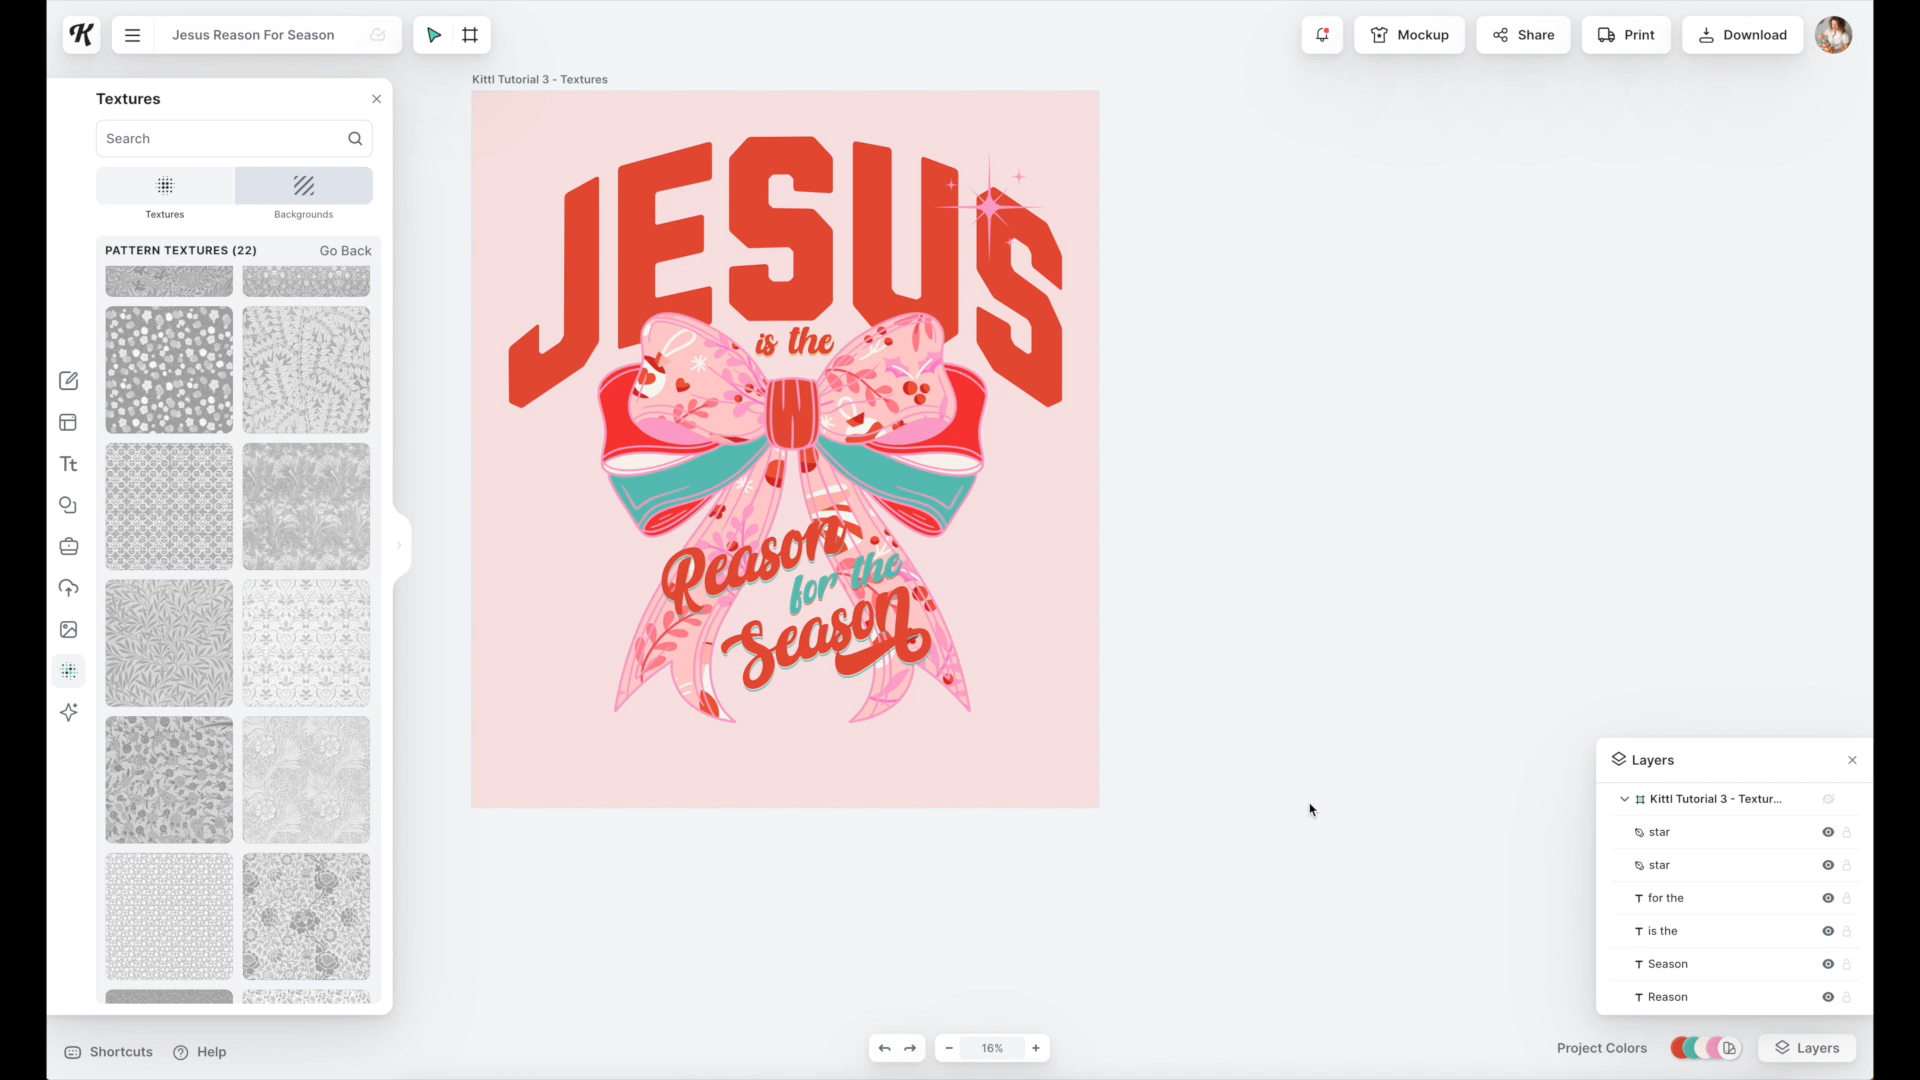 K
Jesus Reason For Season
Mockup
Share
Print
Download
Textures
Search
Textures
Backgrounds
PATTERN TEXTURES (22)
Go Back
Tt
Kittl Tutorial 3 - Textures
JESUS
is the
Reason
for the
Season
Layers
Kittl Tutorial 3 - Textur...
star
star
T for the
T is the
T Season
T Reason
Shortcuts
Help
16%
Project Colors
Layers